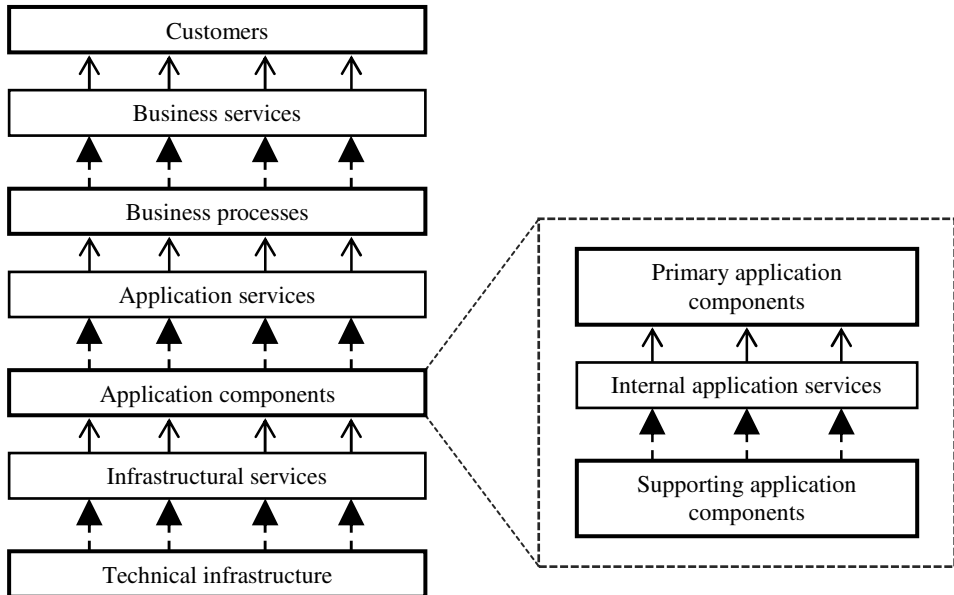 Customers
Business services
Business processes
Application services
Application components
Infrastructural services
Technical infrastructure
Primary application
components
Internal application services
Supporting application
components